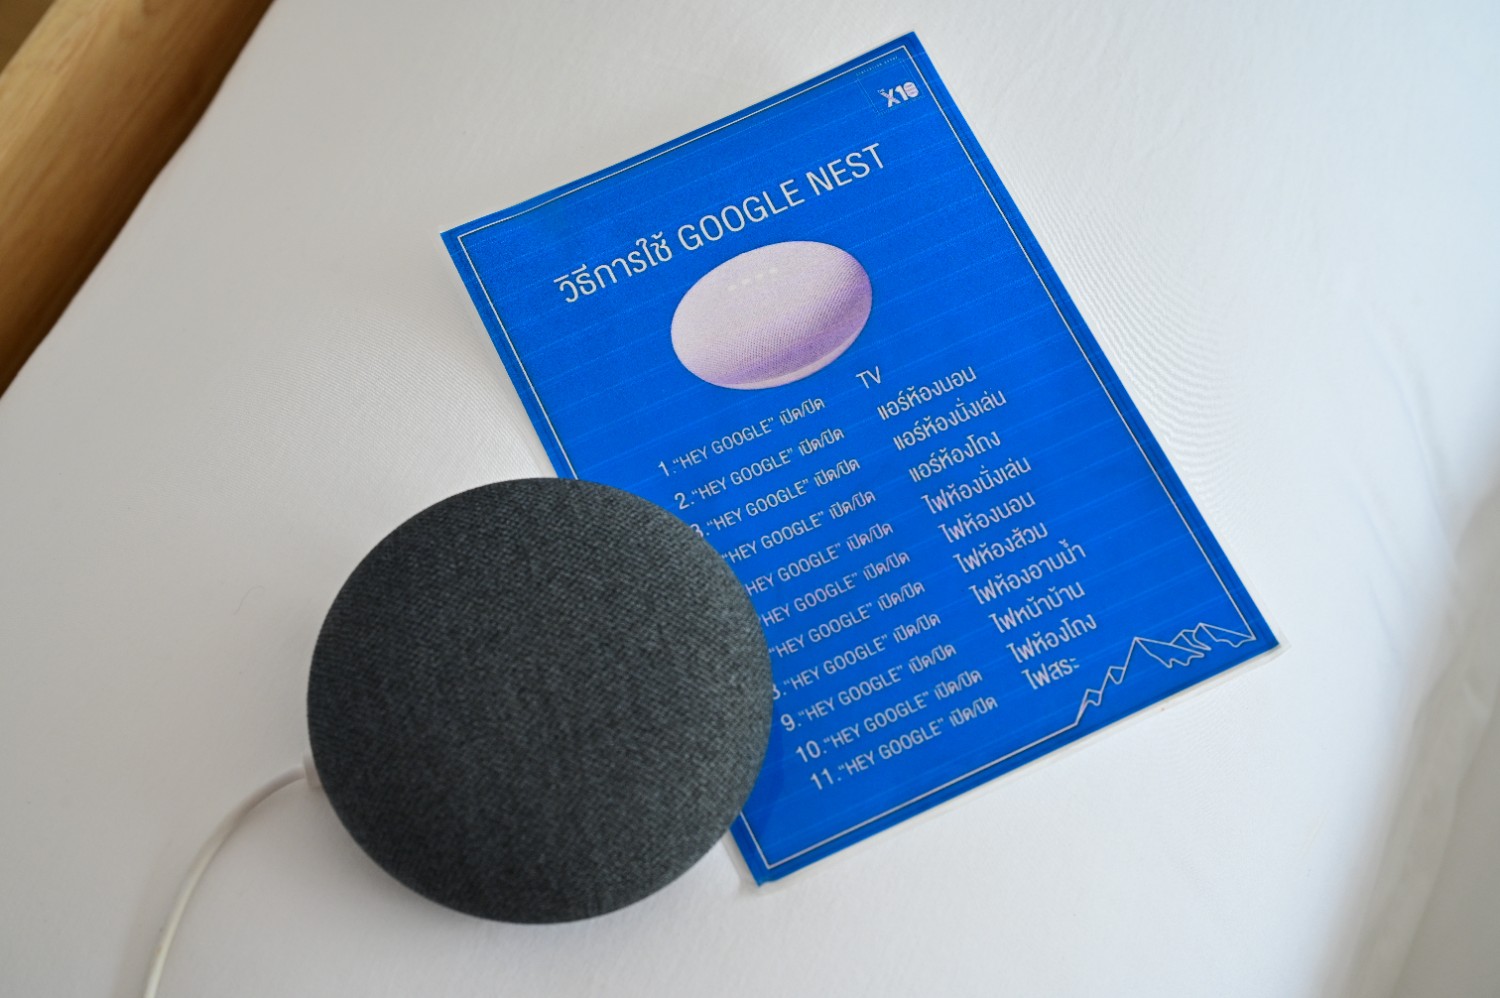 X10
วิธีการใช้ GOOGLE NEST
1."HEY GOOGLE" เปิด/ปิด TV
2."HEY GOOGLE" เปิด/ปิด แอร์ห้องนอน
3."HEY GOOGLE" เปิด/ปิด แอร์ห้องนั่งเล่น
"HEY GOOGLE" เปิด/ปิด แอร์ห้องโถง
"HEY GOOGLE" เปิด/ปิด ไฟห้องนั่งเล่น
"HEY GOOGLE" เปิด/ปิด ไฟห้องนอน
"HEY GOOGLE" เปิด/ปิด ไฟห้องส้วม
8."HEY GOOGLE" เปิด/ปิด ไฟห้องอาบน้ำ
9."HEY GOOGLE" เปิด/ปิด ไฟหน้าบ้าน
10."HEY GOOGLE" เปิด/ปิด ไฟห้องโถง
11."HEY GOOGLE" เปิด/ปิด ไฟสระ